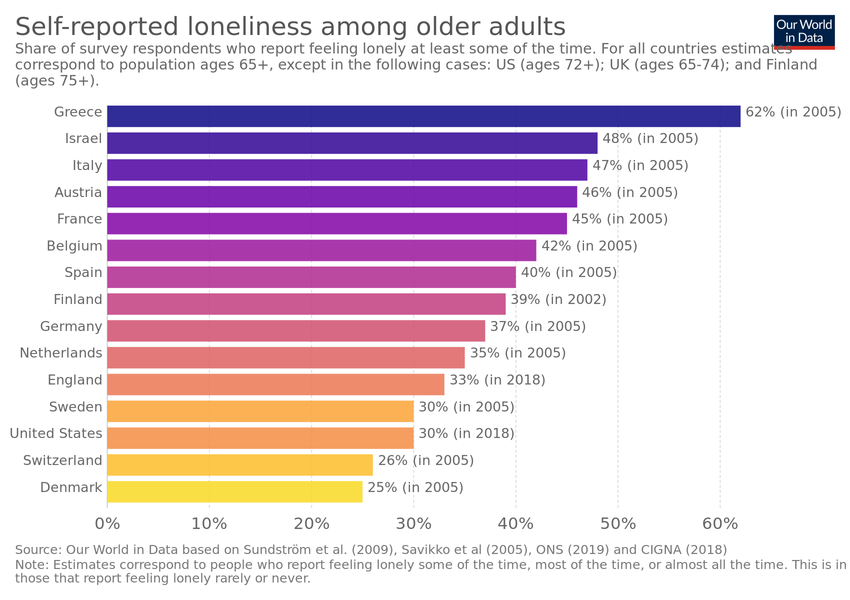 Self-reported loneliness among older adults
Our World
in Data
Share of survey respondents who report feeling lonely at least some of the time. For all countries estimates
correspond to population ages 65+, except in the following cases: US (ages 72+); UK (ages 65-74); and Finland
(ages 75+).
Greece 62% (in 2005)
Israel 48% (in 2005)
Italy 47% (in 2005)
Austria 46% (in 2005)
France 45% (in 2005)
Belgium 42% (in 2005)
Spain 40% (in 2005)
Finland 39% (in 2002)
Germany 37% (in 2005)
Netherlands 35% (in 2005)
England 33% (in 2018)
Sweden 30% (in 2005)
United States 30% (in 2018)
Switzerland 26% (in 2005)
Denmark 25% (in 2005)
0% 10% 20% 30% 40% 50% 60%
Source: Our World in Data based on Sundström et al. (2009), Savikko et al (2005), ONS (2019) and CIGNA (2018)
Note: Estimates correspond to people who report feeling lonely some of the time, most of the time, or almost all the time. This is in
those that report feeling lonely rarely or never.